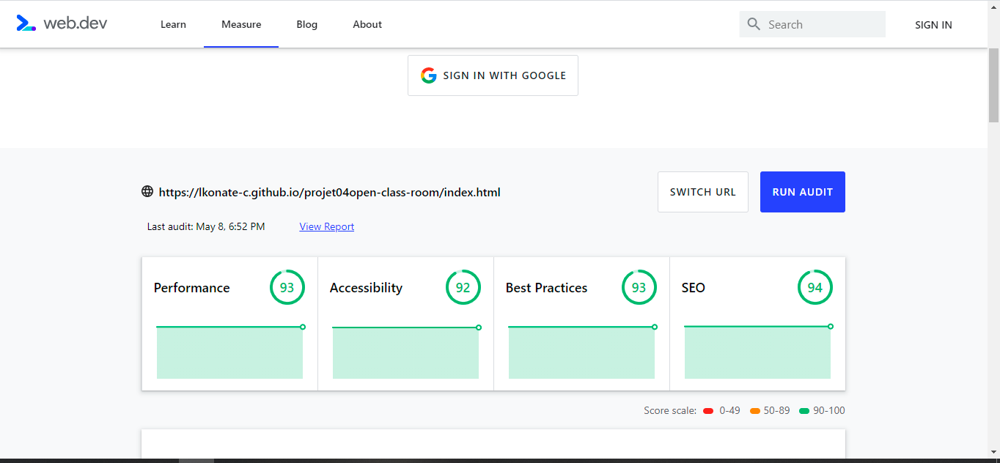 web.dev Learn Measure Blog About Search SIGN IN
SIGN IN WITH GOOGLE
https://lkonate-c.github.io/projet04open-class-room/index.html SWITCH URL RUN AUDIT
Last audit: May 8, 6:52 PM View Report
Performance 93 Accessibility 92 Best Practices 93 SEO 94
Score scale: 0-49 50-89 90-100